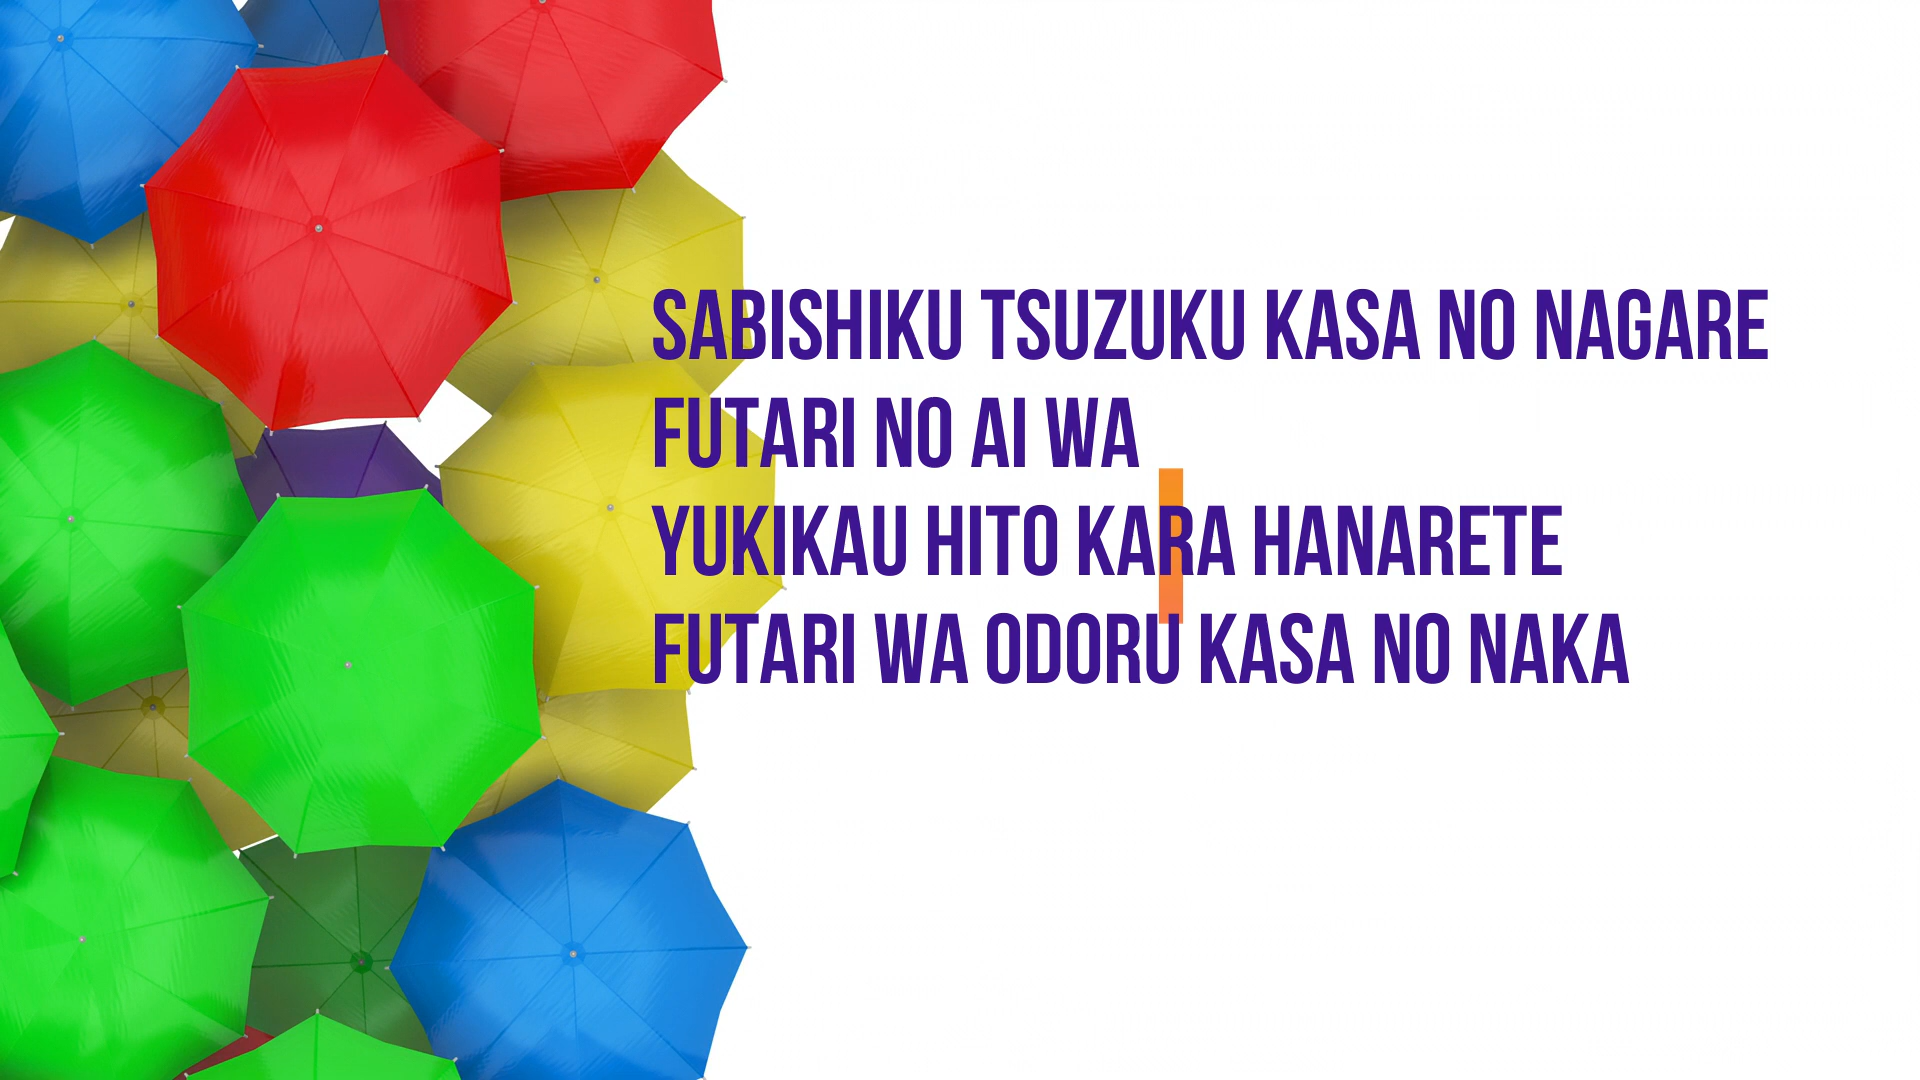 SABISHIKU TSUZUKU KASA NO NAGARE
FUTARI NO AI WA
YUKIKAU HITO KARA HANARETE
FUTARI WA ODORU KASA NO NAKA